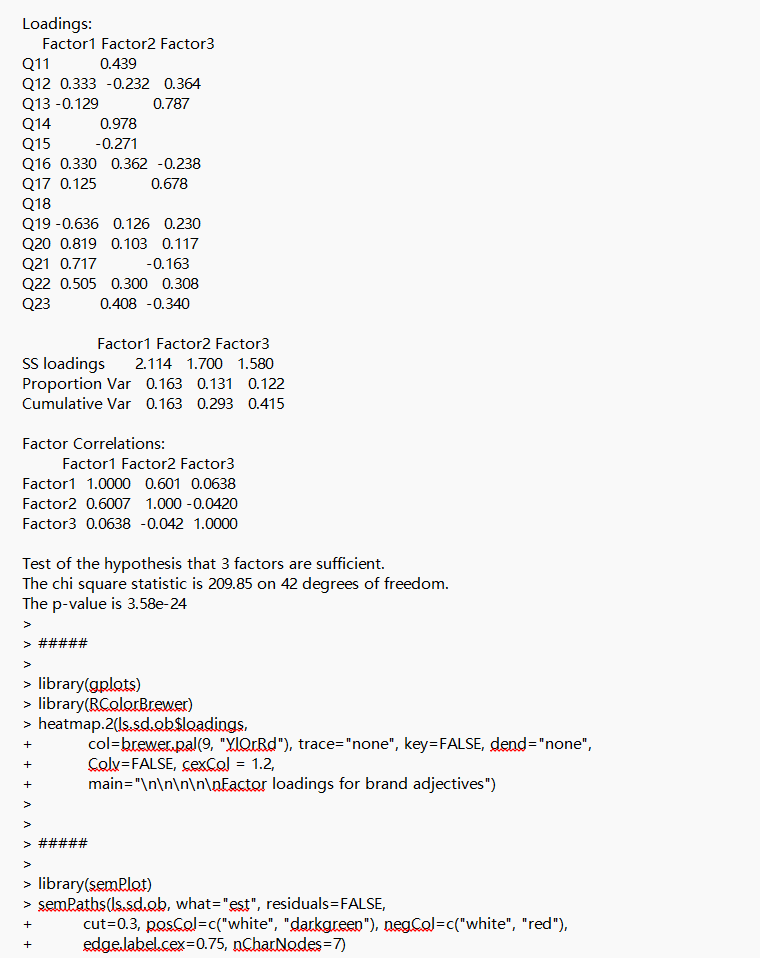 Loadings:
Factor1 Factor2 Factor3
Q11 0.439
Q12 0.333 -0.232 0.364
Q13 -0.129 0.787
Q14 0.978
Q15 -0.271
Q16 0.330 0.362 -0.238
Q17 0.125 0.678
Q18
Q19 -0.636 0.126 0.230
Q20 0.819 0.103 0.117
Q21 0.717 -0.163
Q22 0.505 0.300 0.308
Q23 0.408 -0.340
Factor1 Factor2 Factor3
SS loadings 2.114 1.700 1.580
Proportion Var 0.163 0.131 0.122
Cumulative Var 0.163 0.293 0.415
Factor Correlations:
Factor1 Factor2 Factor3
Factor1 1.0000 0.601 0.0638
Factor2 0.6007 1.000 -0.0420
Factor3 0.0638 -0.042 1.0000
Test of the hypothesis that 3 factors are sufficient.
The chi square statistic is 209.85 on 42 degrees of freedom.
The p-value is 3.58e-24
>
> #####
>
> library(gplots)
> library(RColorBrewer)
> heatmap.2(ls.sd.ob$loadings,
+ col=brewer.pal(9, "YlOrRd"), trace="none", key=FALSE, dend="none",
+ Colv=FALSE, cexCol = 1.2,
+ main="\n\n\n\n\nFactor loadings for brand adjectives")
>
>
> #####
>
> library(semPlot)
> semPaths(ls.sd.ob, what="est", residuals=FALSE,
+ cut=0.3, posCol=c("white", "darkgreen"), negCol=c("white", "red"),
+ edge.label.cex=0.75, nCharNodes=7)